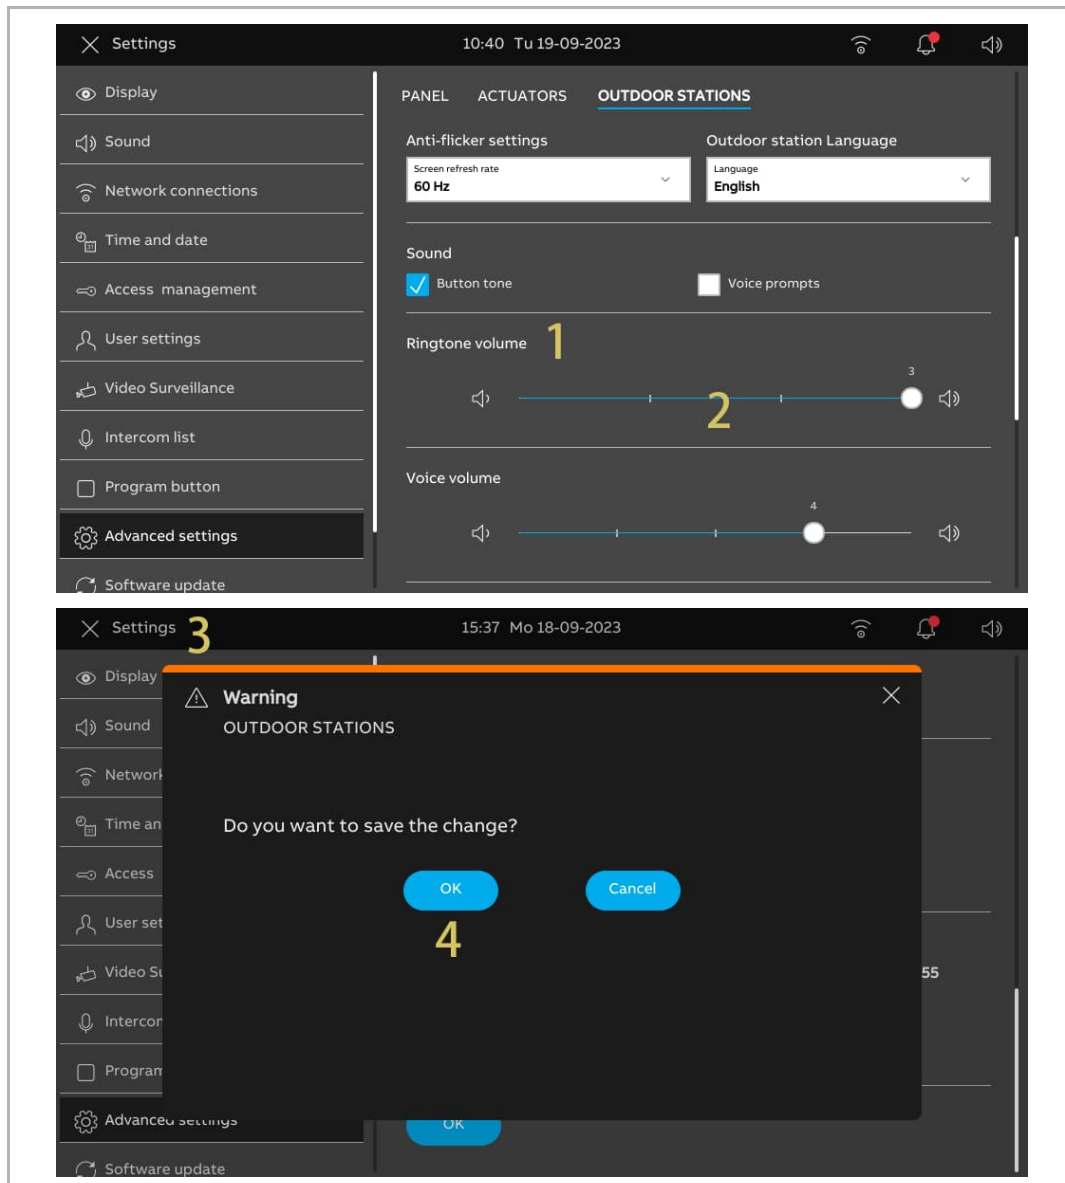 Settings 10:40 Tu 19-09-2023
Display
Sound
Network connections
Time and date
Access management
User settings
Video Surveillance
Intercom list
Program button
Advanced settings
Software update
PANEL ACTUATORS OUTDOOR STATIONS
Anti-flicker settings Outdoor station Language
Screen refresh rate Language
60 Hz English
Sound
Button tone Voice prompts
Ringtone volume 1
3
2
Voice volume
4
Settings 3 15:37 Mo 18-09-2023
Display
Sound
Network
Time an
Access
User set
Video Su
Intercor
Program
Advanced settings
Software update
Warning
OUTDOOR STATIONS
Do you want to save the change?
OK Cancel
4
55
OK